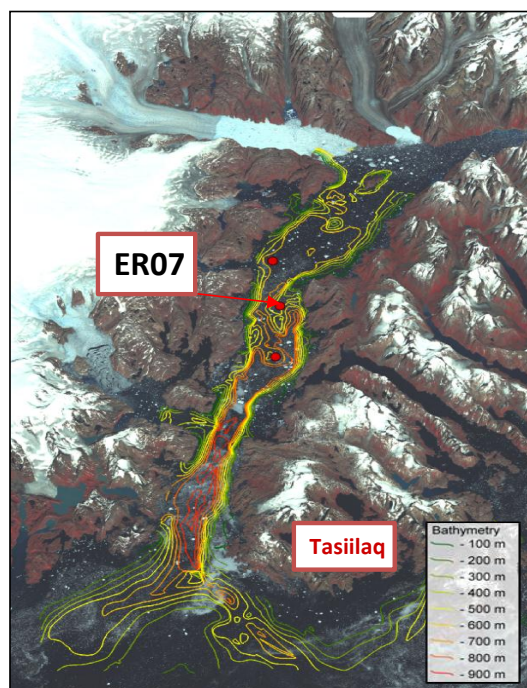 ER07
Tasiilaq
Bathymetry
- 100 m
- 200 m
- 300 m
- 400 m
- 500 m
- 600 m
- 700 m
- 800 m
- 900 m